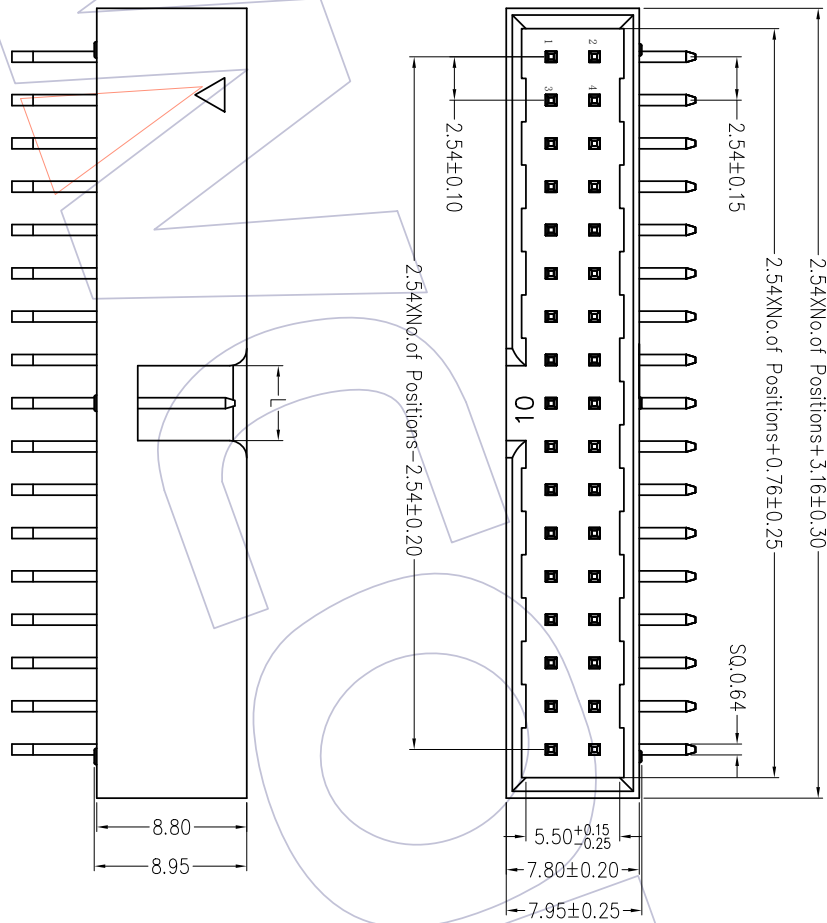 2.54XNo.of Positions+3.16±0.30
2.54XNo.of Positions+0.76±0.25
2.54±0.15
SQ.0.64
1
2
3
4
10
2.54±0.10
2.54XNo.of Positions-2.54±0.20
L
8.80
8.95
5.50+0.15
-0.25
7.80±0.20
7.95±0.25